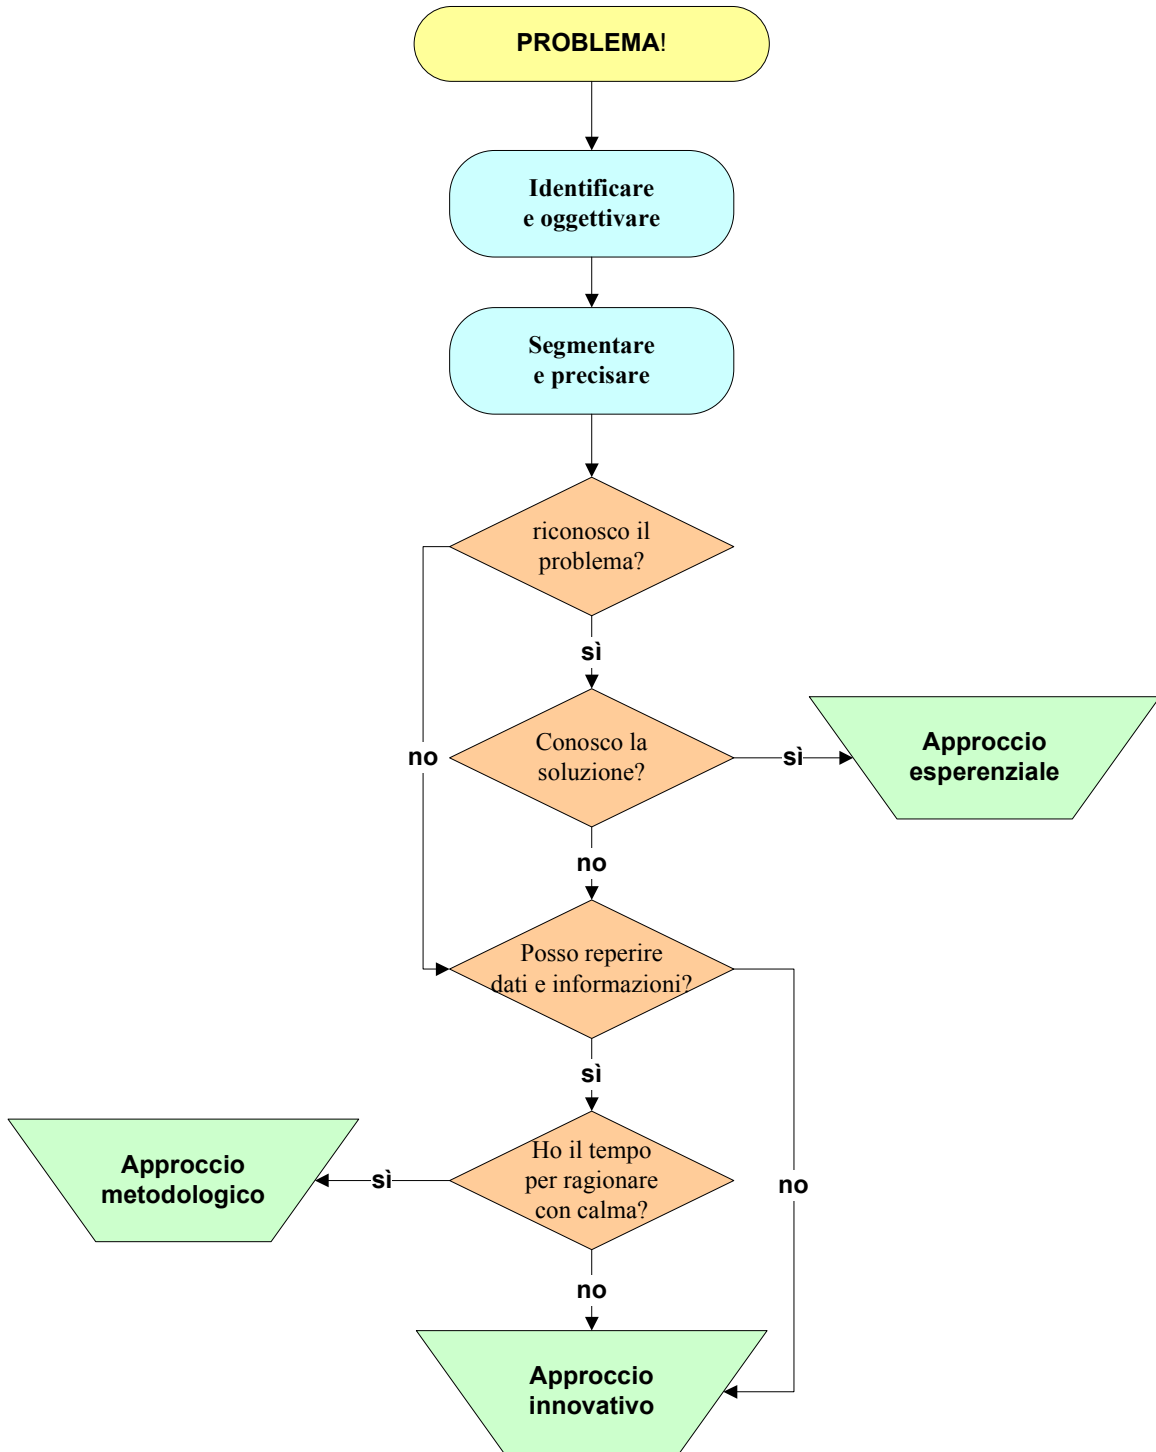 PROBLEMA!
Identificare
e oggettivare
Segmentare
e precisare
riconosco il
problema?
sì
no
Conosco la
soluzione?
sì
Approccio
esperenziale
no
Posso reperire
dati e informazioni?
sì
Ho il tempo
per ragionare
con calma?
sì
Approccio
metodologico
no
no
Approccio
innovativo